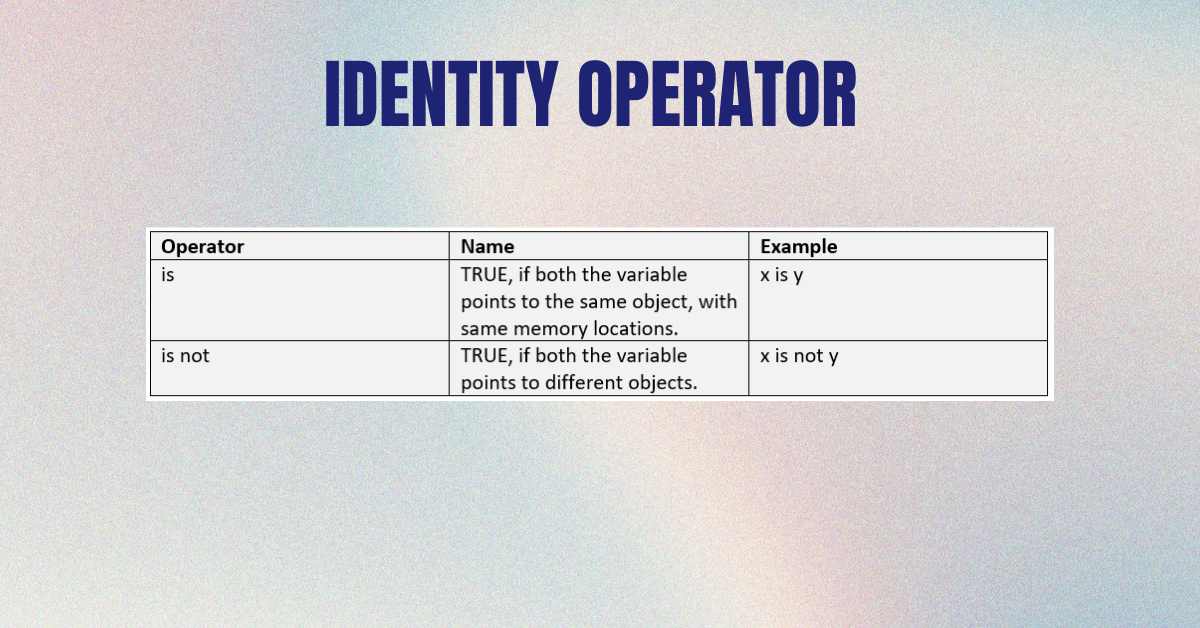 IDENTITY OPERATOR
Operator Name Example
is TRUE, if both the variable x is y
points to the same object, with
same memory locations.
is not TRUE, if both the variable x is not y
points to different objects.